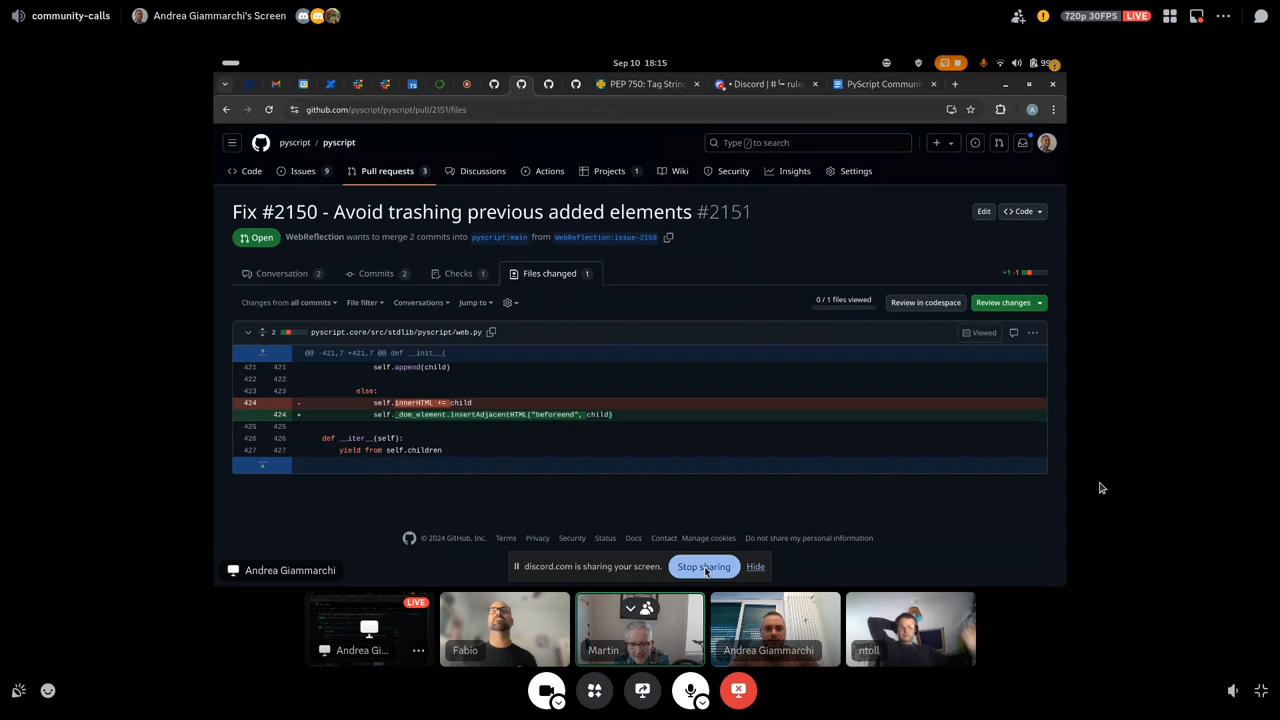 community-calls
Andrea Giammarchi's Screen
720p 30FPS LIVE
Sep 10 18:15
PEP 750: Tag Strin
• Discord | #
PyScript Communit
github.com/pyscript/pyscript/pull/2151/files
A
pyscript / pyscript
Type / to search
Code
Issues 9
Pull requests 3
Discussions
Actions
Projects 1
Wiki
Security
Insights
Settings
Fix #2150 - Avoid trashing previous added elements #2151
Edit
<> Code
Open
WebReflection wants to merge 2 commits into pyscript:main from WebReflection:issue-2150
Conversation 2
Commits 2
Checks 1
Files changed 1
+1 -1
Changes from all commits
File filter
Conversations
Jump to
0 / 1 files viewed
Review in codespace
Review changes
2 pyscript.core/src/stdlib/pyscript/web.py
Viewed
@@ -421,7 +421,7 @@ def __init__(
421 421 self.append(child)
422 422
423 423 else:
424 - self.innerHTML += child
424 + self._dom_element.insertAdjacentHTML("beforeend", child)
425 425
426 426 def __iter__(self):
427 427 yield from self.children
© 2024 GitHub, Inc. Terms Privacy Security Status Docs Contact Manage cookies Do not share my personal information
discord.com is sharing your screen.
Stop sharing
Hide
Andrea Giammarchi
LIVE
Andrea Gi...
Fabio
Martin
Andrea Giammarchi
ntoll